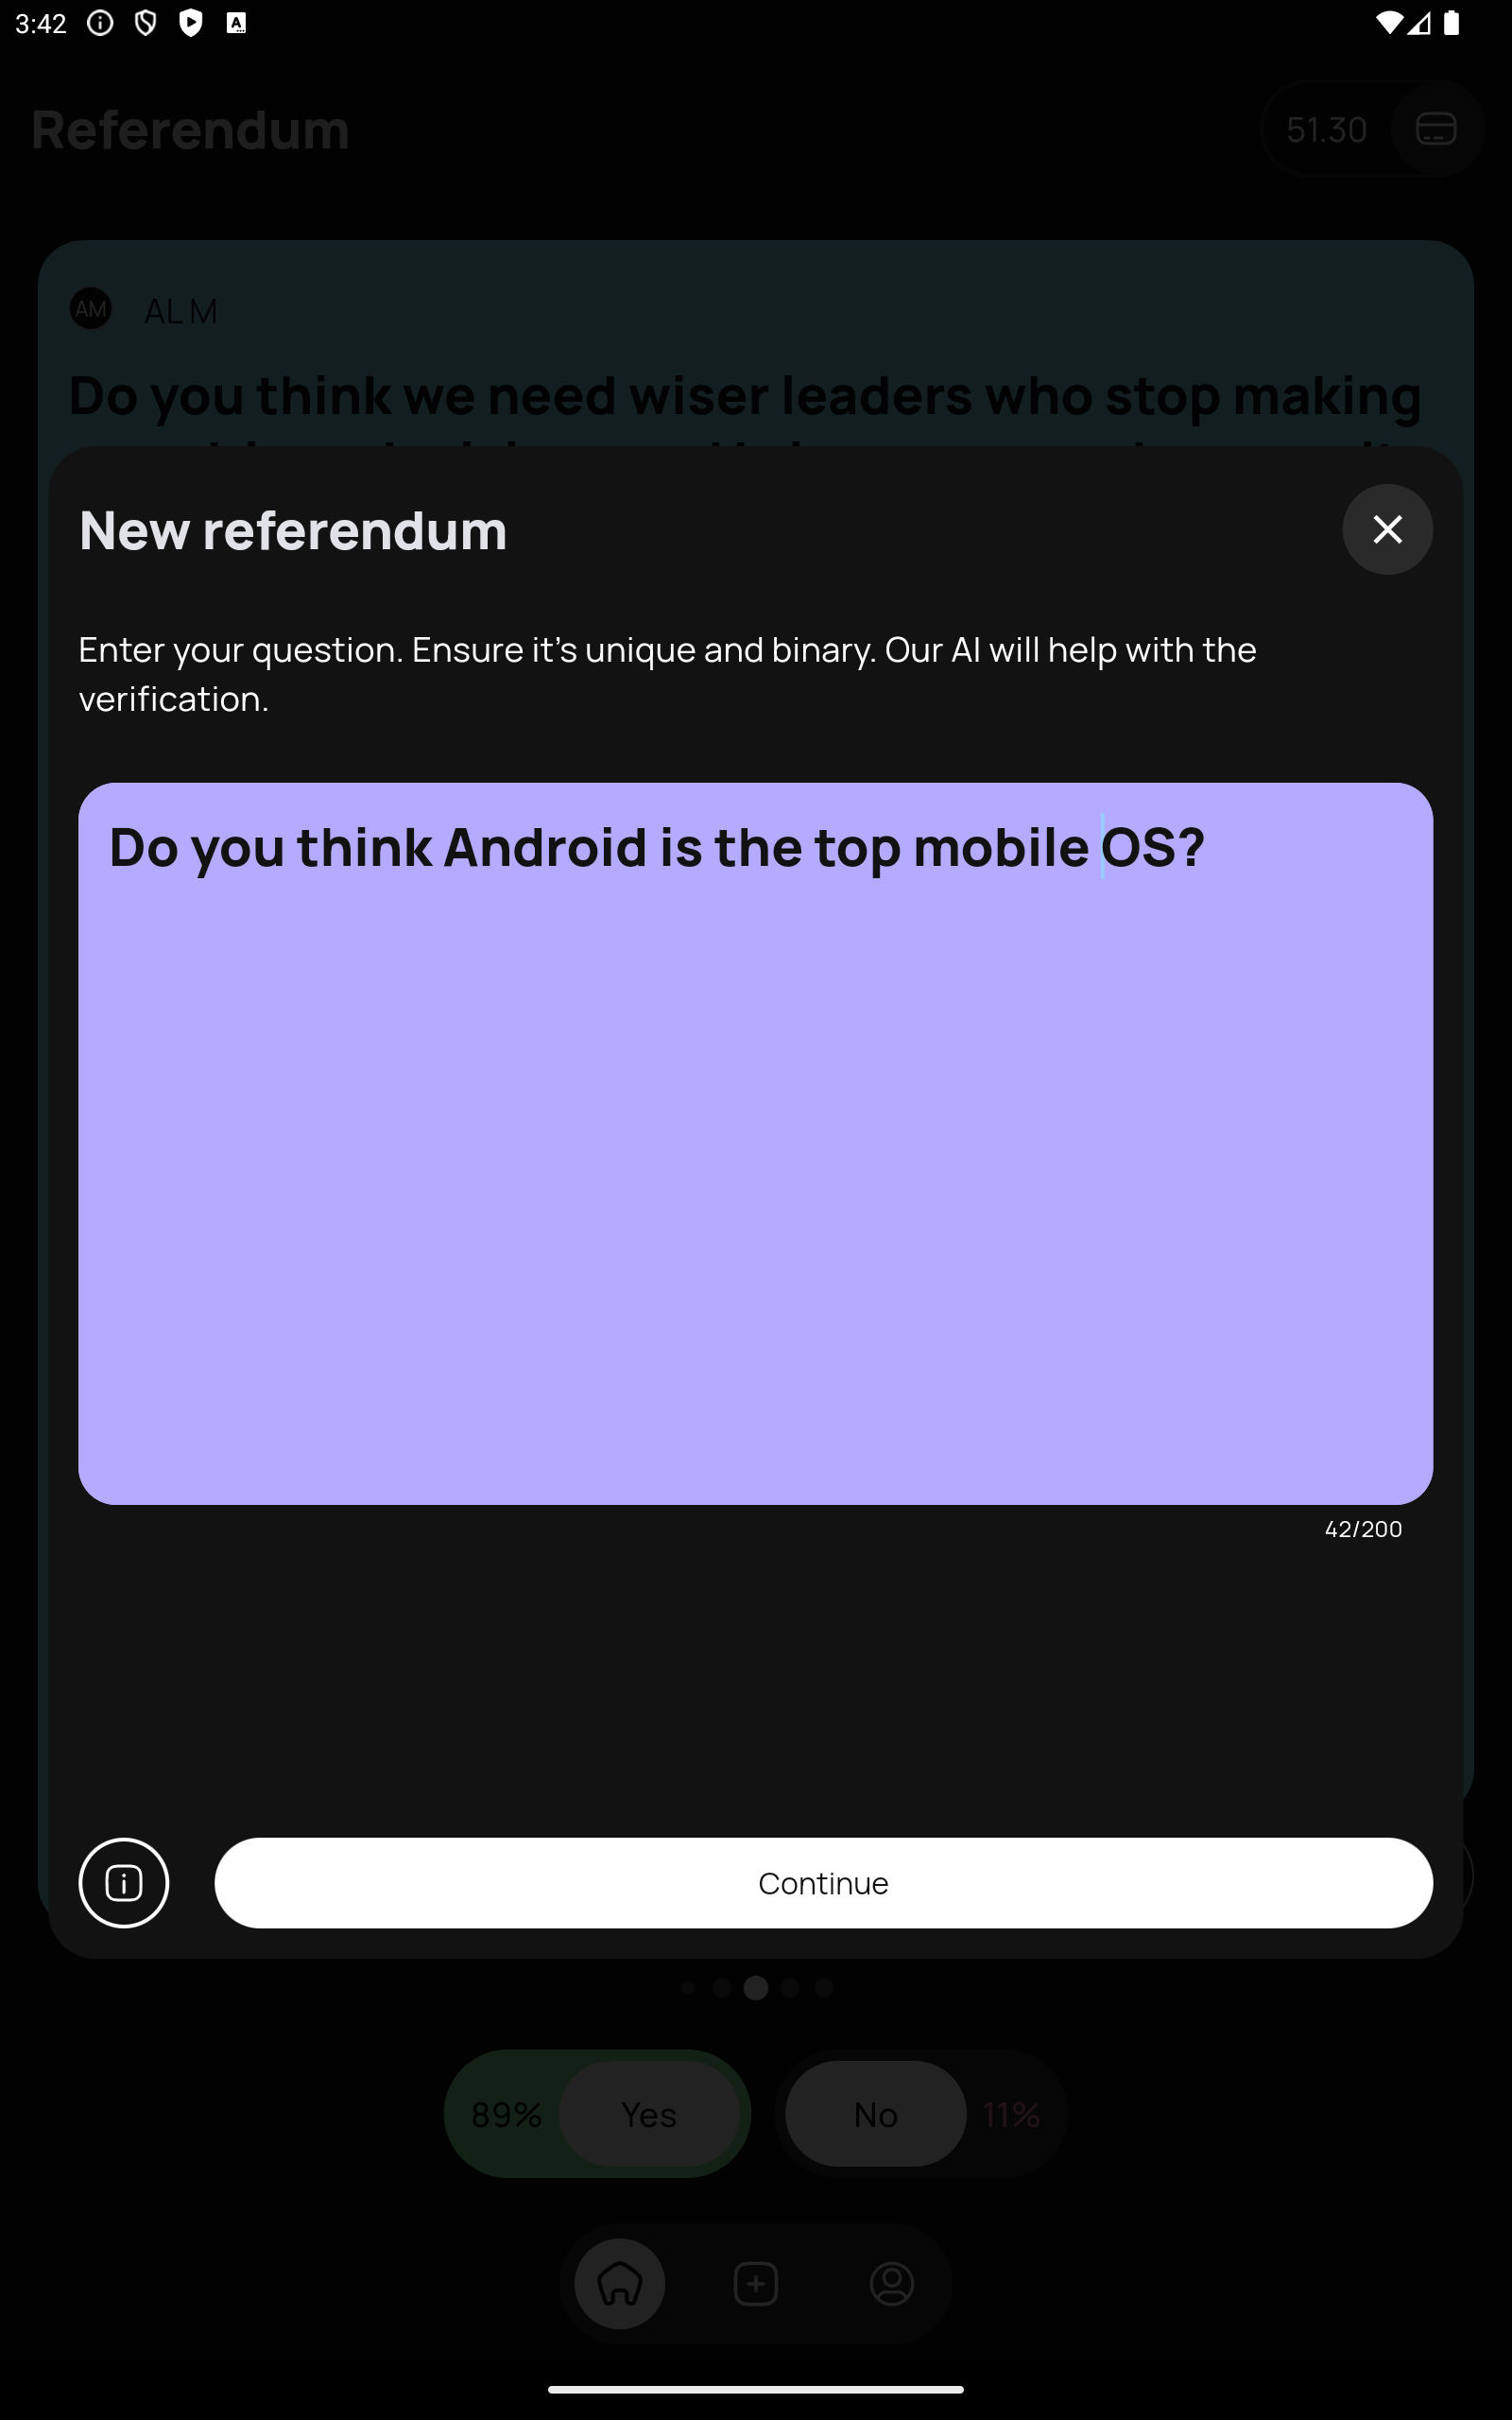 3:42
Referendum
51.30
AM
AL M
Do you think we need wiser leaders who stop making
New referendum
Enter your question. Ensure it's unique and binary. Our AI will help with the
verification.
Do you think Android is the top mobile OS?
42/200
Continue
89%
Yes
No
11%